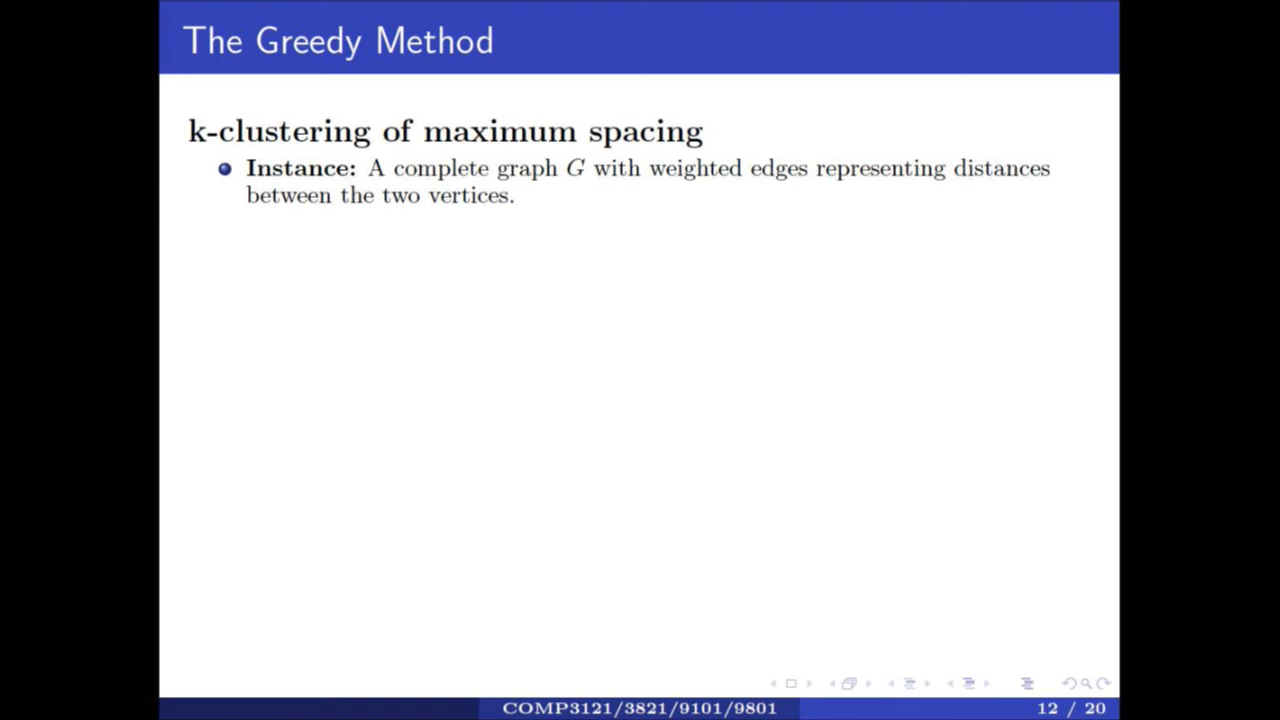 The Greedy Method
k-clustering of maximum spacing
Instance: A complete graph G with weighted edges representing distances
between the two vertices.
COMP3121/3821/9101/9801
12 / 20